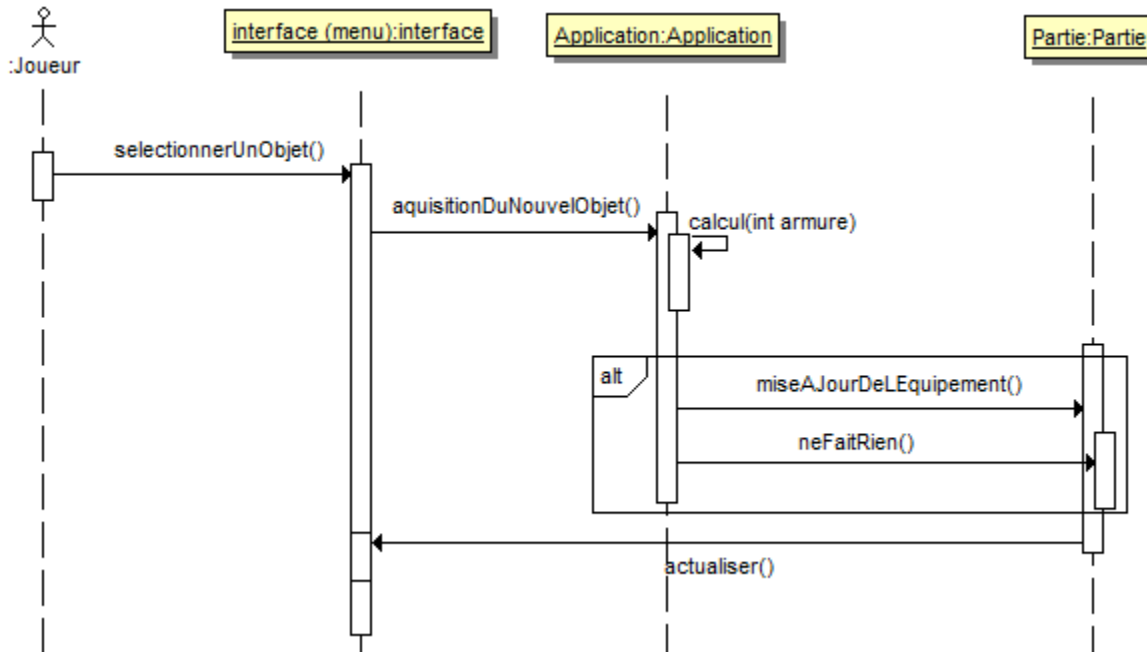 :Joueur
interface (menu):interface
Application:Application
Partie:Partie
selectionnerUnObjet()
aquisitionDuNouvelObjet()
calcul(int armure)
alt
miseAJourDeLEquipement()
neFaitRien()
actualiser()